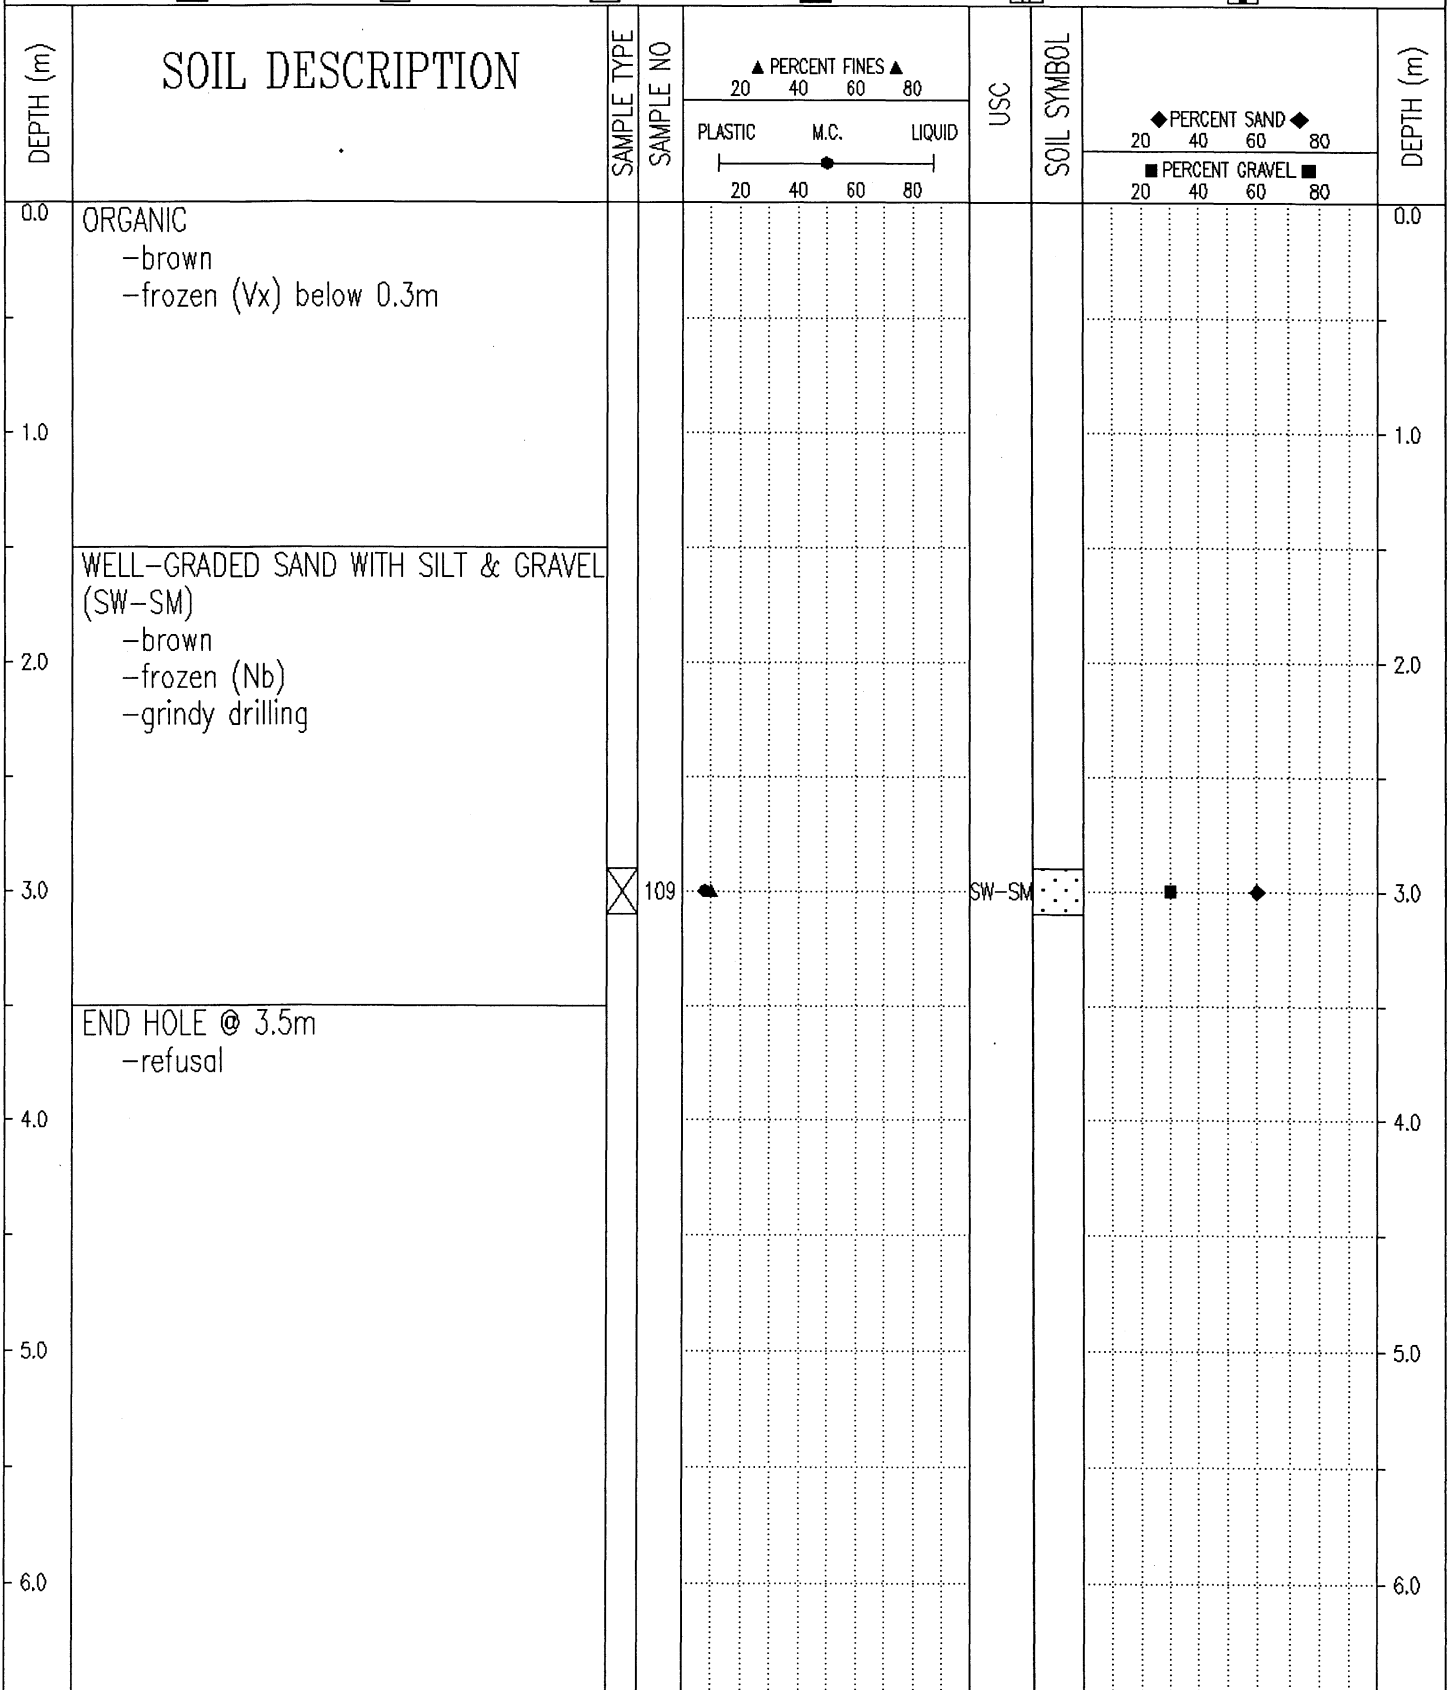 DEPTH (m)
SOIL DESCRIPTION
SAMPLE TYPE
SAMPLE NO
▲ PERCENT FINES ▲
20 40 60 80
PLASTIC M.C. LIQUID
20 40 60 80
USC
SOIL SYMBOL
◆ PERCENT SAND ◆
20 40 60 80
■ PERCENT GRAVEL ■
20 40 60 80
DEPTH (m)
0.0
ORGANIC
-brown
-frozen (Vx) below 0.3m
0.0
1.0
1.0
WELL-GRADED SAND WITH SILT & GRAVEL
(SW-SM)
-brown
2.0
-frozen (Nb)
2.0
-grindy drilling
3.0
109
SW-SM
3.0
END HOLE @ 3.5m
-refusal
4.0
4.0
5.0
5.0
6.0
6.0